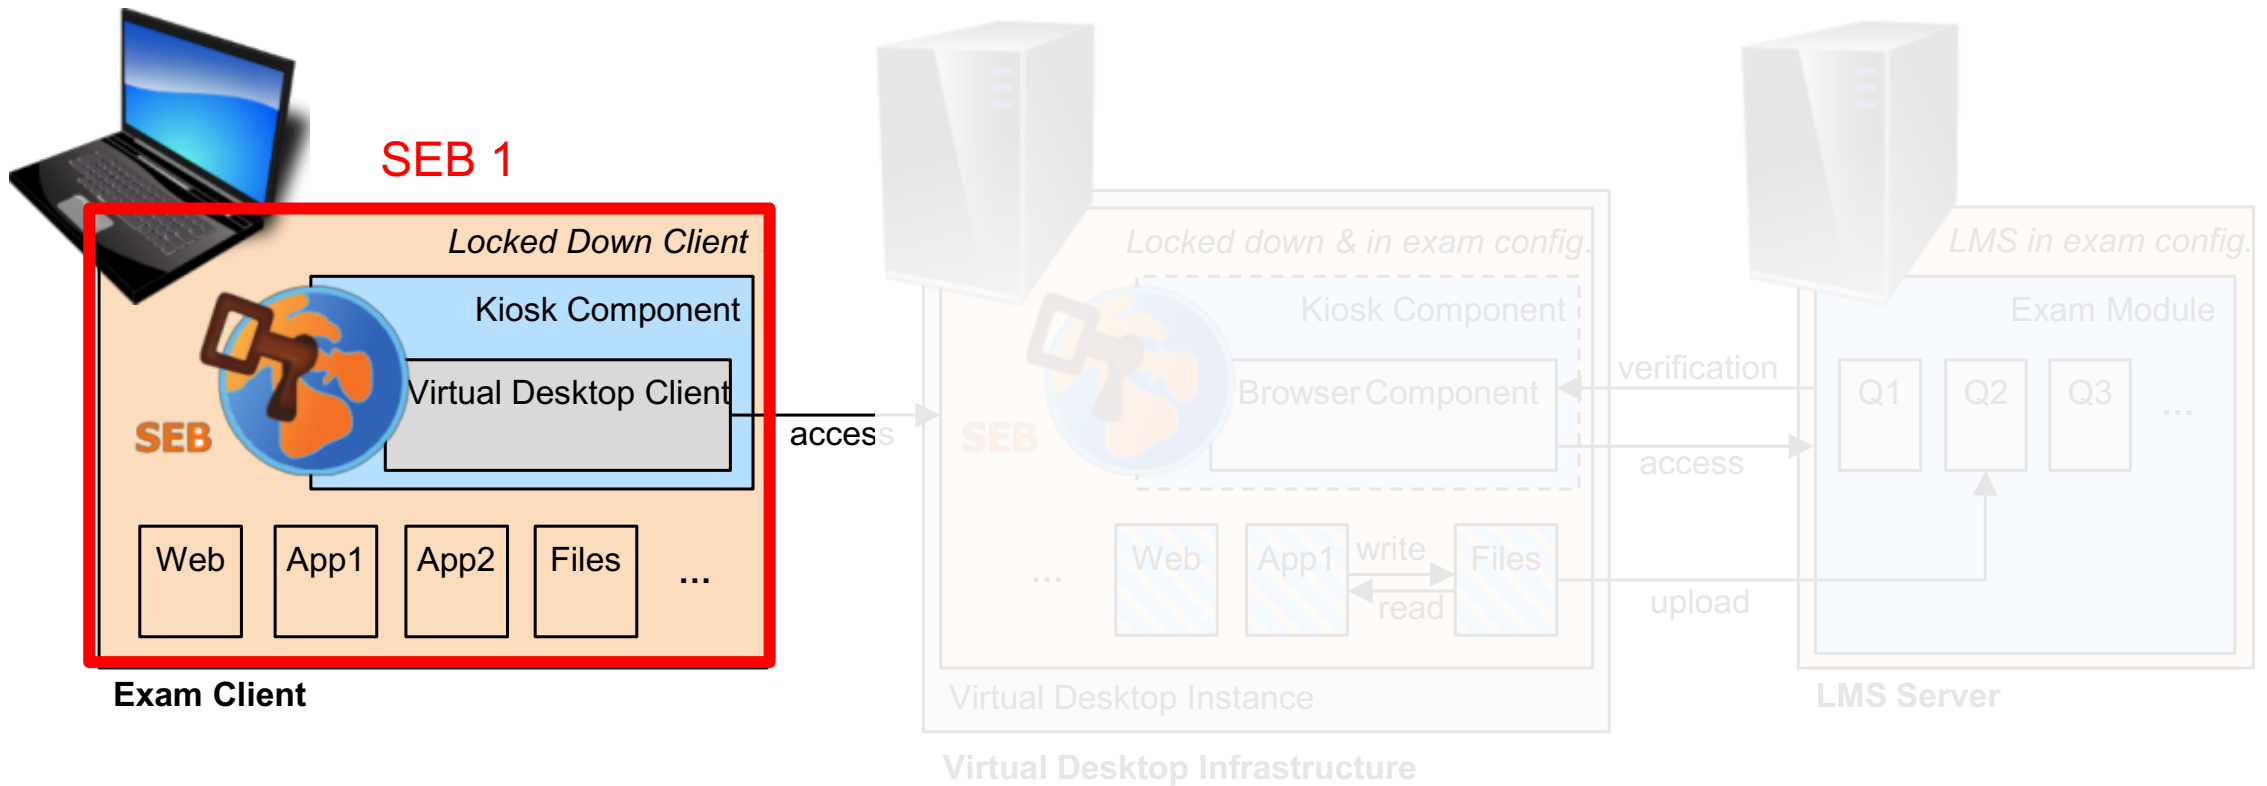 SEB 1
Locked Down Client
Kiosk Component
Virtual Desktop Client
SEB
Web
App1
App2
Files
...
Exam Client
access
Locked down & in exam config.
Kiosk Component
Browser Component
SEB
...
Web
App1
write
read
Files
Virtual Desktop Instance
Virtual Desktop Infrastructure
verification
access
upload
LMS in exam config.
Exam Module
Q1
Q2
Q3
...
LMS Server